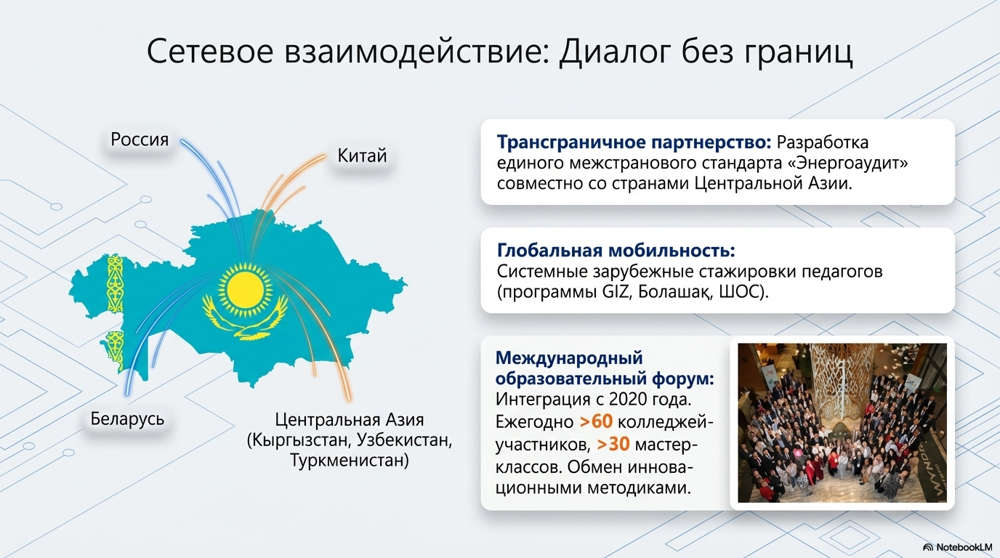 Сетевое взаимодействие: Диалог без границ
Россия
Китай
Беларусь
Центральная Азия
(Кыргызстан, Узбекистан,
Туркменистан)
Трансграничное партнерство: Разработка
единого межстранового стандарта «Энергоаудит»
совместно со странами Центральной Азии.
Глобальная мобильность:
Системные зарубежные стажировки педагогов
(программы GIZ, Болашақ, ШОС).
Международный
образовательный форум:
Интеграция с 2020 года.
Ежегодно >60 колледжей-
участников, >30 мастер-
классов. Обмен иннова-
ционными методиками.
NotebookLM